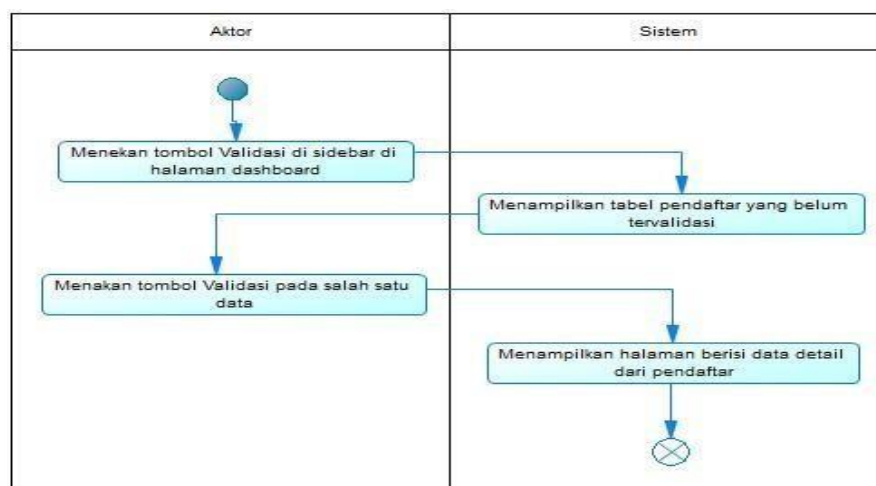 Aktor
Sistem
Menekan tombol Validasi di sidebar di
halaman dashboard
Menampilkan tabel pendaftar yang belum
tervalidasi
Menakan tombol Validasi pada salah satu
data
Menampilkan halaman berisi data detail
dari pendaftar